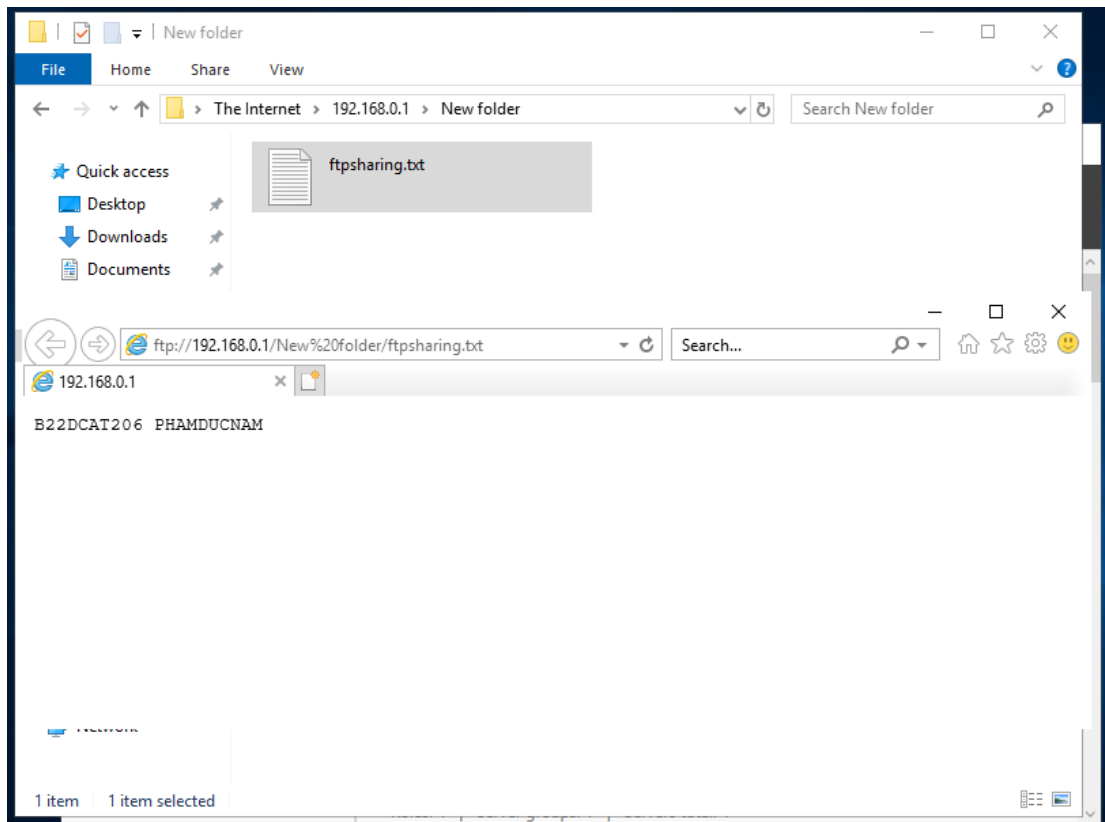 New folder
File Home Share View
The Internet > 192.168.0.1 > New folder
Search New folder
Quick access
ftpsharing.txt
Desktop
Downloads
Documents
ftp://192.168.0.1/New%20folder/ftpsharing.txt
Search...
192.168.0.1
B22DCAT206 PHAMDUCNAM
Network
1 item 1 item selected